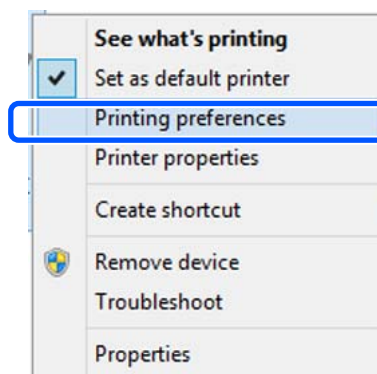 See what's printing
Set as default printer
Printing preferences
Printer properties
Create shortcut
Remove device
Troubleshoot
Properties